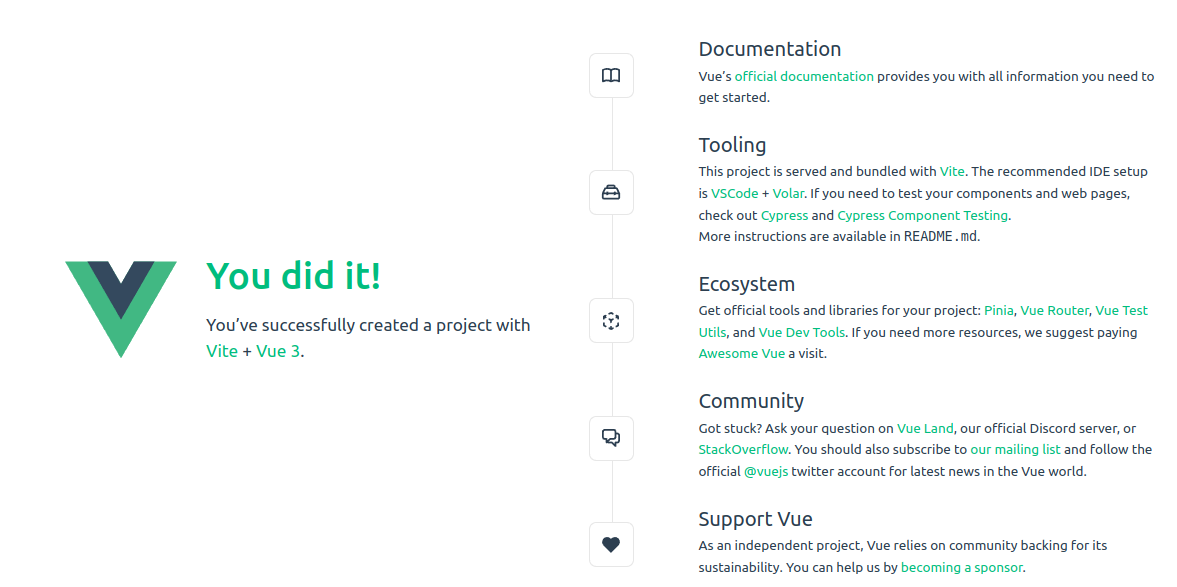 You did it!
You’ve successfully created a project with
Vite + Vue 3.
Documentation
Vue’s official documentation provides you with all information you need to
get started.
Tooling
This project is served and bundled with Vite. The recommended IDE setup
is VSCode + Volar. If you need to test your components and web pages,
check out Cypress and Cypress Component Testing.
More instructions are available in README.md.
Ecosystem
Get official tools and libraries for your project: Pinia, Vue Router, Vue Test
Utils, and Vue Dev Tools. If you need more resources, we suggest paying
Awesome Vue a visit.
Community
Got stuck? Ask your question on Vue Land, our official Discord server, or
StackOverflow. You should also subscribe to our mailing list and follow the
official @vuejs twitter account for latest news in the Vue world.
Support Vue
As an independent project, Vue relies on community backing for its
sustainability. You can help us by becoming a sponsor.